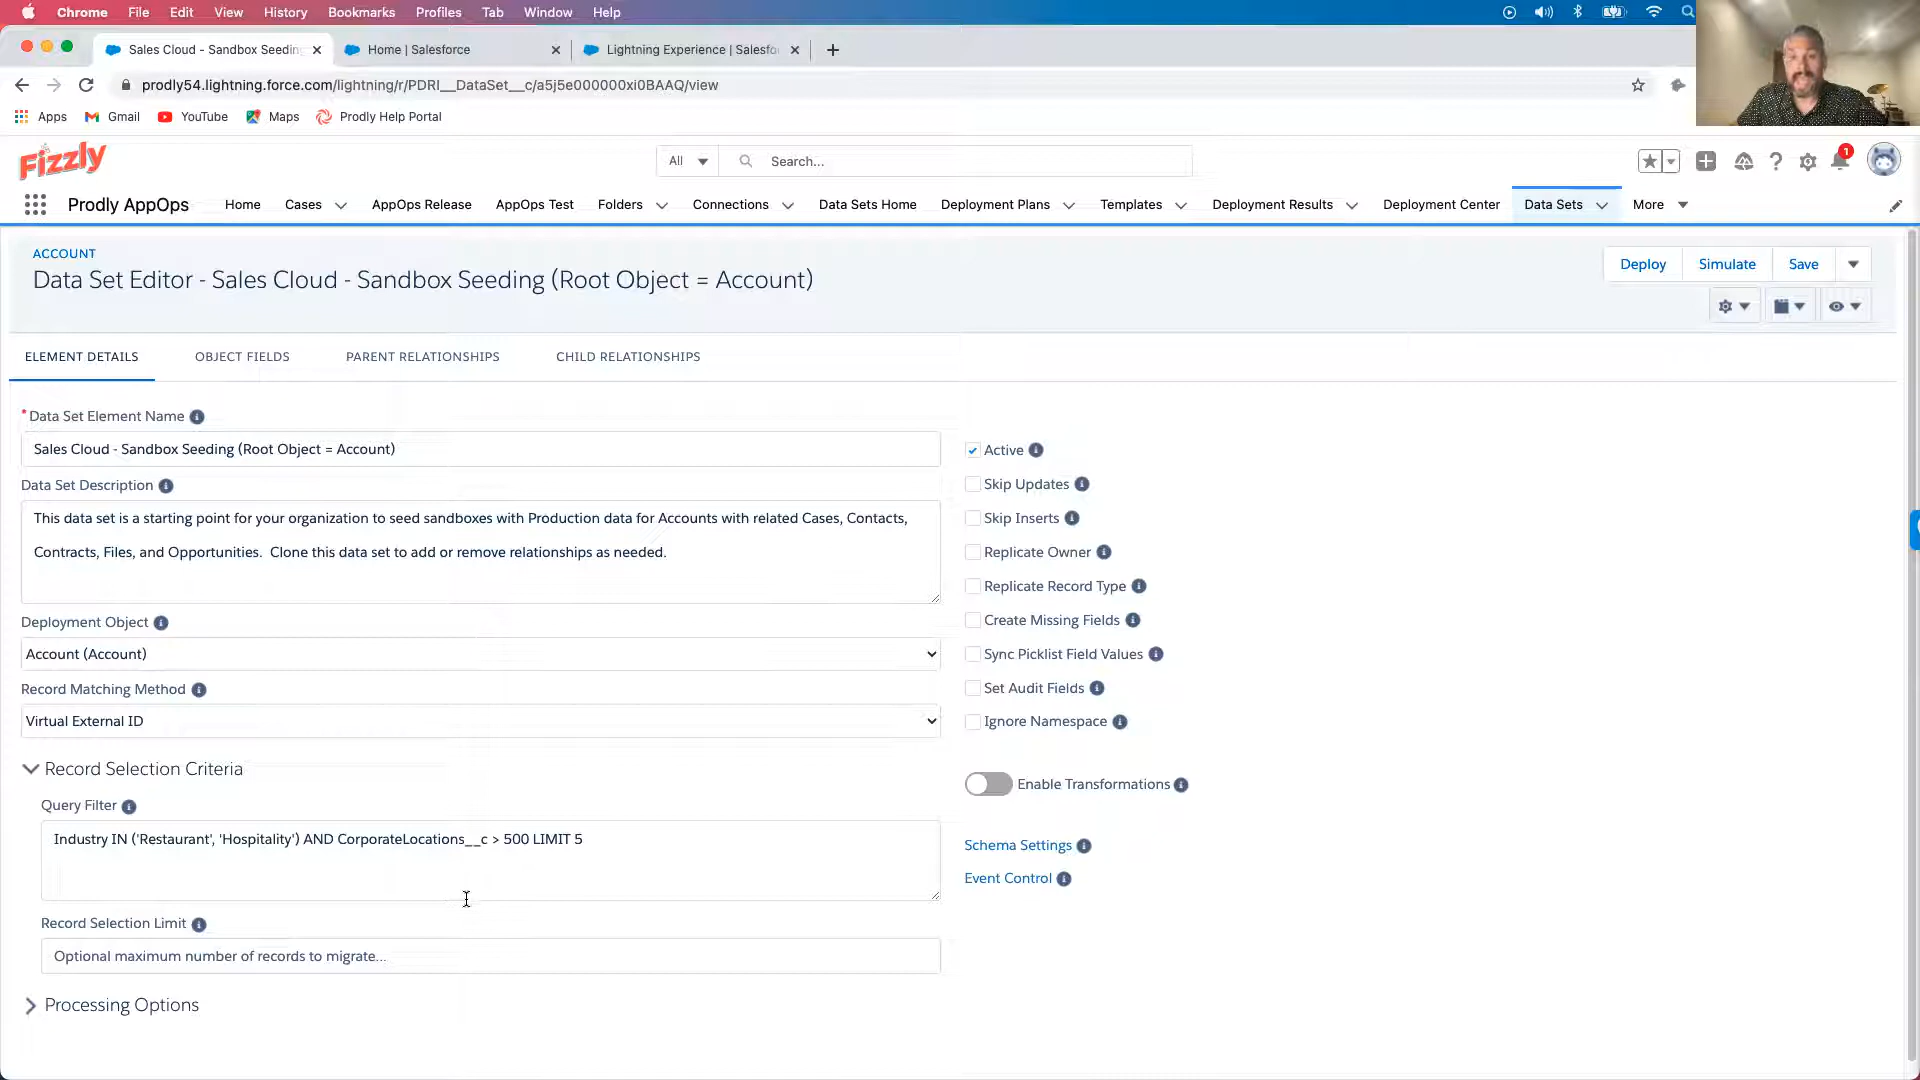 Chrome File Edit View History Bookmarks Profiles Tab Window Help
Sales Cloud - Sandbox Seeding Home | Salesforce Lightning Experience | Salesfo
prodly54.lightning.force.com/lightning/r/PDRI__DataSet__c/a5j5e000000xi0BAAQ/view
Apps Gmail YouTube Maps Prodly Help Portal
Fizzly
All Search...
1
Prodly AppOps Home Cases AppOps Release AppOps Test Folders Connections Data Sets Home Deployment Plans Templates Deployment Results Deployment Center Data Sets More
ACCOUNT
Data Set Editor - Sales Cloud - Sandbox Seeding (Root Object = Account)
Deploy Simulate Save
ELEMENT DETAILS OBJECT FIELDS PARENT RELATIONSHIPS CHILD RELATIONSHIPS
* Data Set Element Name
Sales Cloud - Sandbox Seeding (Root Object = Account)
Data Set Description
This data set is a starting point for your organization to seed sandboxes with Production data for Accounts with related Cases, Contacts,
Contracts, Files, and Opportunities. Clone this data set to add or remove relationships as needed.
Deployment Object
Account (Account)
Record Matching Method
Virtual External ID
Record Selection Criteria
Query Filter
Industry IN ('Restaurant', 'Hospitality') AND CorporateLocations__c > 500 LIMIT 5
Record Selection Limit
Optional maximum number of records to migrate...
Processing Options
Active
Skip Updates
Skip Inserts
Replicate Owner
Replicate Record Type
Create Missing Fields
Sync Picklist Field Values
Set Audit Fields
Ignore Namespace
Enable Transformations
Schema Settings
Event Control